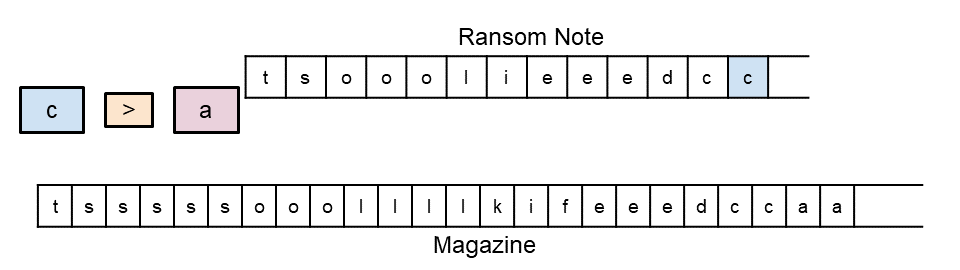 Ransom Note
t s o o o l i e e e d c c
c > a
t s s s s s o o o l l l l k i f e e e d c c a a
Magazine